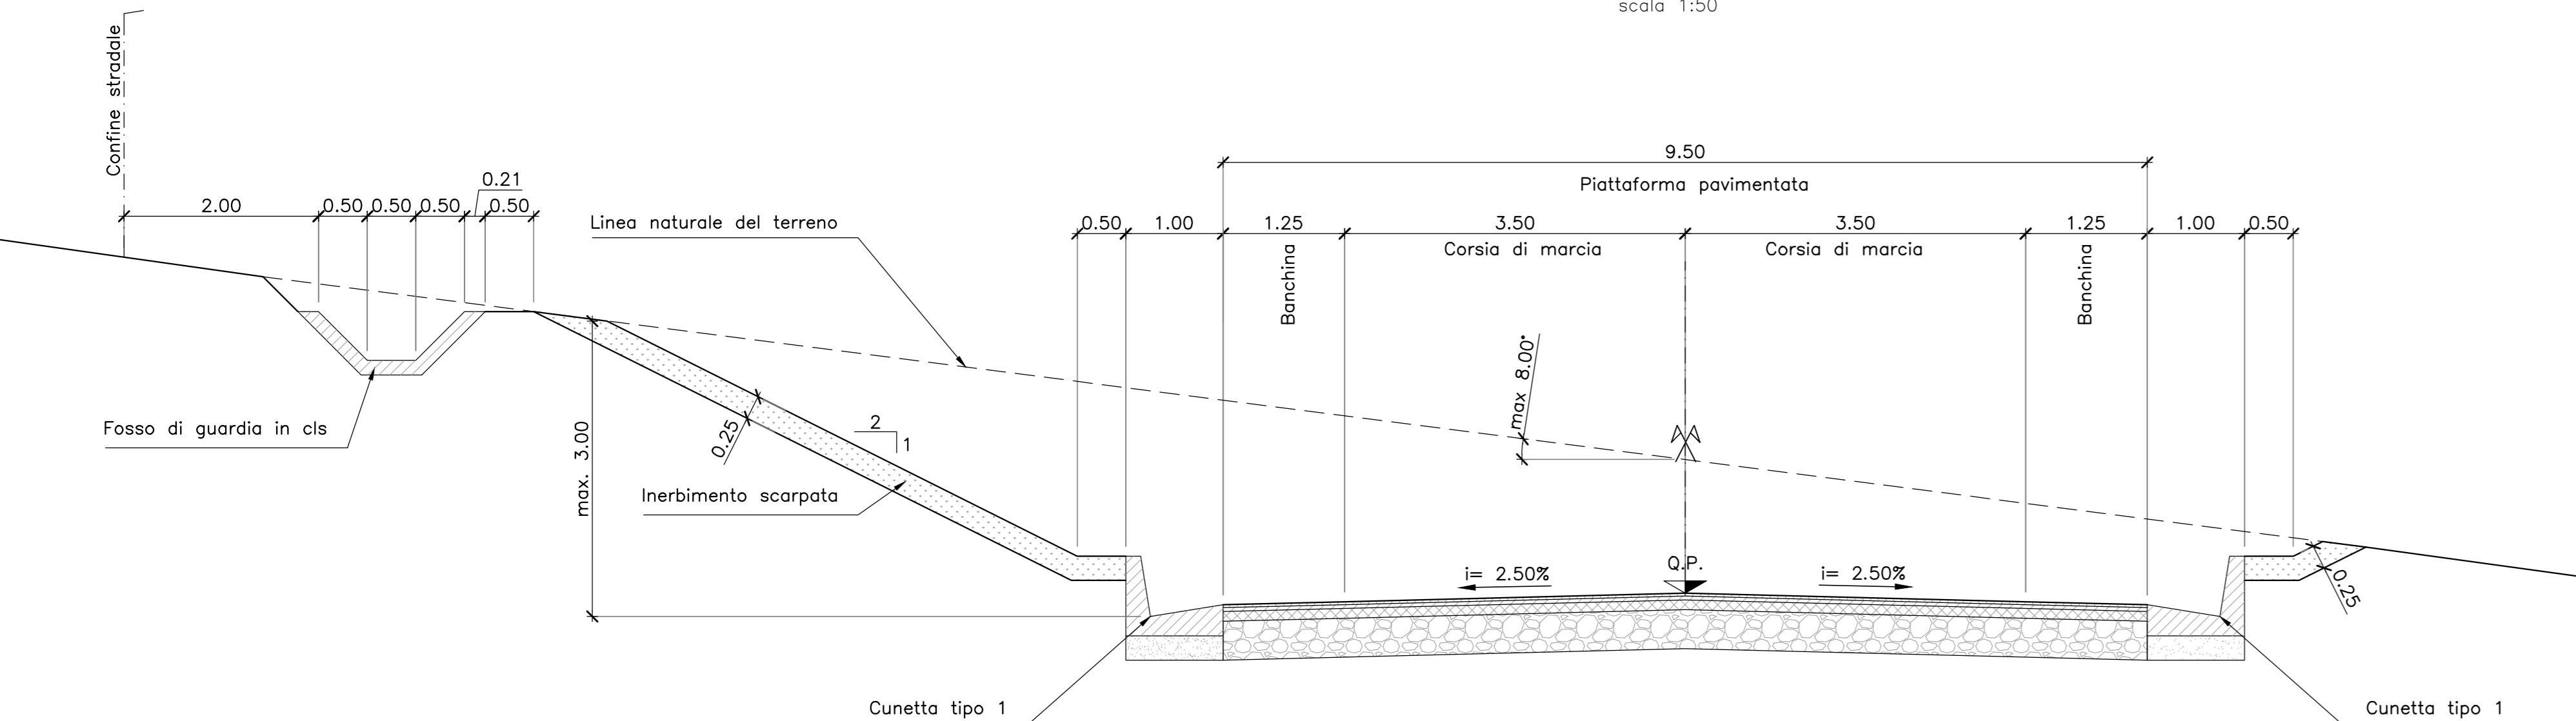 scala 1:50
Confine stradale
9.50
Piattaforma pavimentata
0.21
2.00 0.50 0.50 0.50 0.50
Linea naturale del terreno
0.50 1.00 1.25 3.50 3.50 1.25 1.00 0.50
Corsia di marcia Corsia di marcia
Banchina Banchina
max 8.00°
Fosso di guardia in cls
2
1
0.25
max. 3.00
Inerbimento scarpata
Q.P.
i= 2.50% i= 2.50%
0.25
Cunetta tipo 1 Cunetta tipo 1